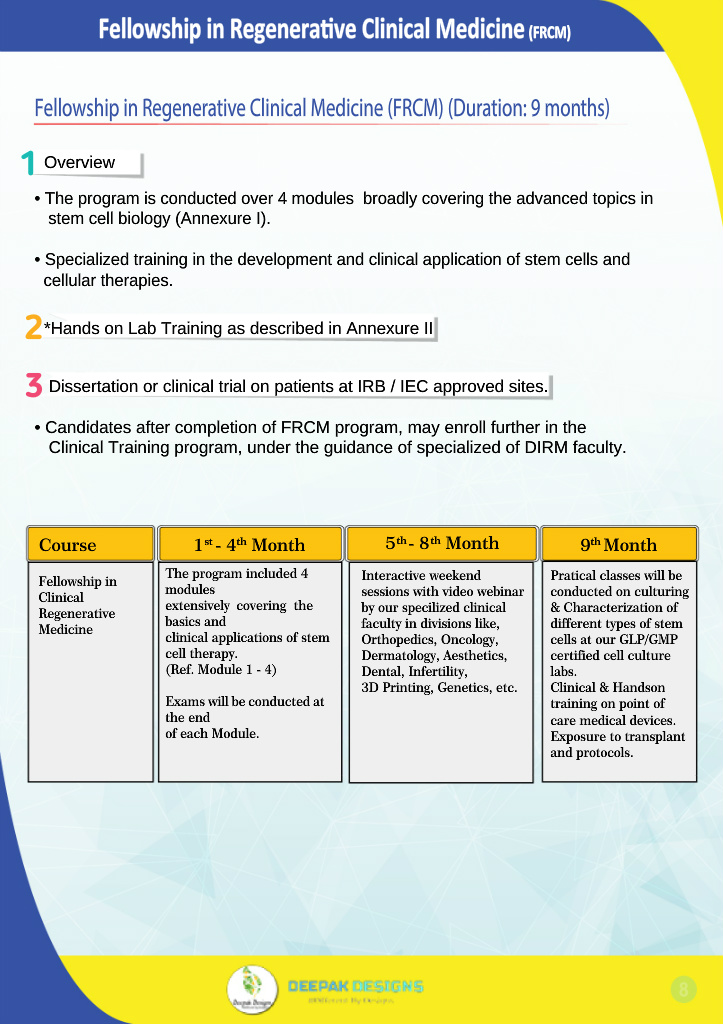 Fellowship in Regenerative Clinical Medicine (FRCM)
Fellowship in Regenerative Clinical Medicine (FRCM) (Duration: 9 months)
1 Overview
• The program is conducted over 4 modules broadly covering the advanced topics in
stem cell biology (Annexure I).
• Specialized training in the development and clinical application of stem cells and
cellular therapies.
2 *Hands on Lab Training as described in Annexure II
3 Dissertation or clinical trial on patients at IRB / IEC approved sites.
• Candidates after completion of FRCM program, may enroll further in the
Clinical Training program, under the guidance of specialized of DIRM faculty.
Course
1st - 4th Month
5th - 8th Month
9th Month
Fellowship in
Clinical
Regenerative
Medicine
The program included 4
modules
extensively covering the
basics and
clinical applications of stem
cell therapy.
(Ref. Module 1 - 4)
Exams will be conducted at
the end
of each Module.
Interactive weekend
sessions with video webinar
by our specilized clinical
faculty in divisions like,
Orthopedics, Oncology,
Dermatology, Aesthetics,
Dental, Infertility,
3D Printing, Genetics, etc.
Pratical classes will be
conducted on culturing
& Characterization of
different types of stem
cells at our GLP/GMP
certified cell culture
labs.
Clinical & Handson
training on point of
care medical devices.
Exposure to transplant
and protocols.
Deepak Designs
DEEPAK DESIGNS
8